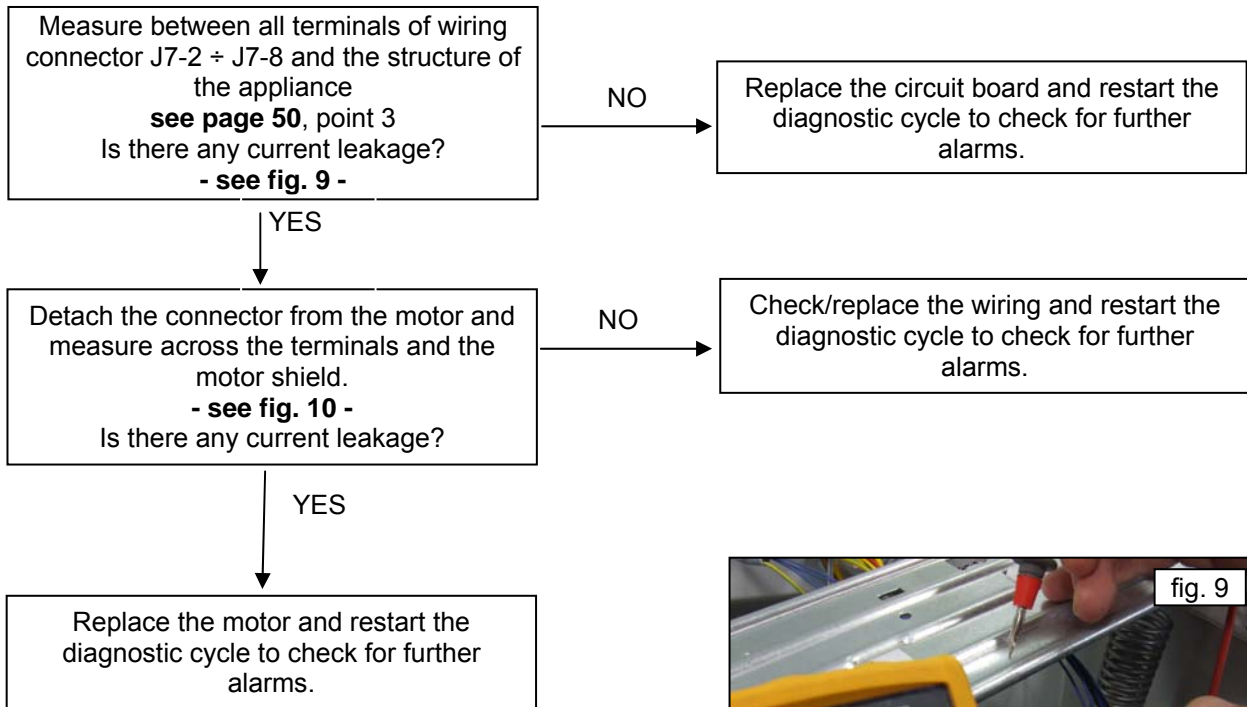 Measure between all terminals of wiring
connector J7-2 ÷ J7-8 and the structure of
the appliance
see page 50, point 3
Is there any current leakage?
- see fig. 9 -
NO
Replace the circuit board and restart the
diagnostic cycle to check for further
alarms.
YES
Detach the connector from the motor and
measure across the terminals and the
motor shield.
- see fig. 10 -
Is there any current leakage?
NO
Check/replace the wiring and restart the
diagnostic cycle to check for further
alarms.
YES
Replace the motor and restart the
diagnostic cycle to check for further
alarms.
fig. 9